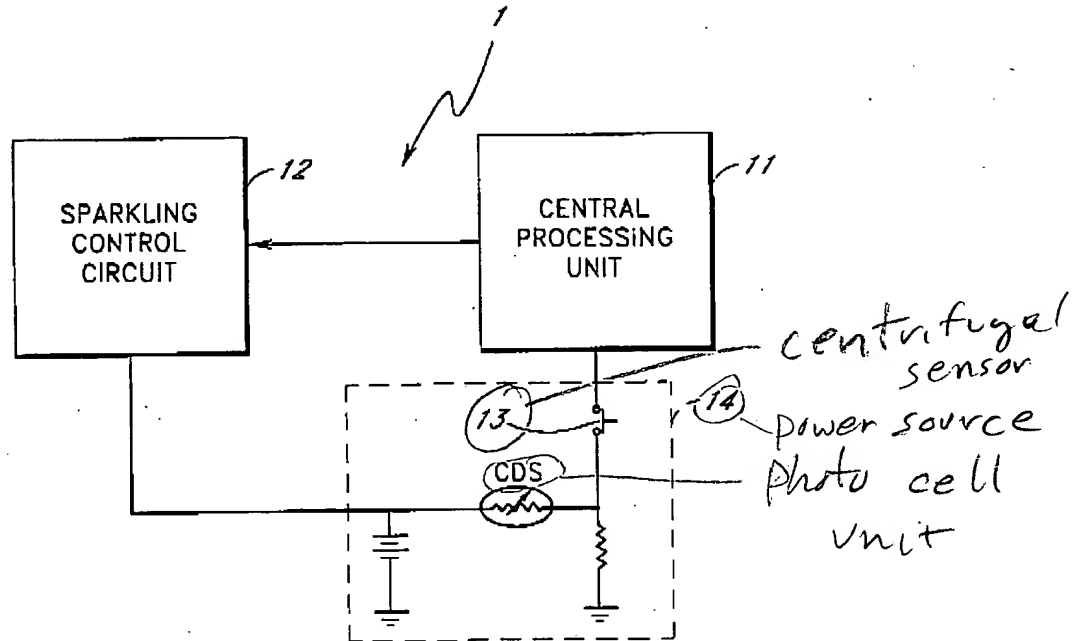 1
12
11
SPARKLING
CONTROL
CIRCUIT
CENTRAL
PROCESSING
UNIT
centrifugal
sensor
13
14
power source
CDS
photo cell
unit